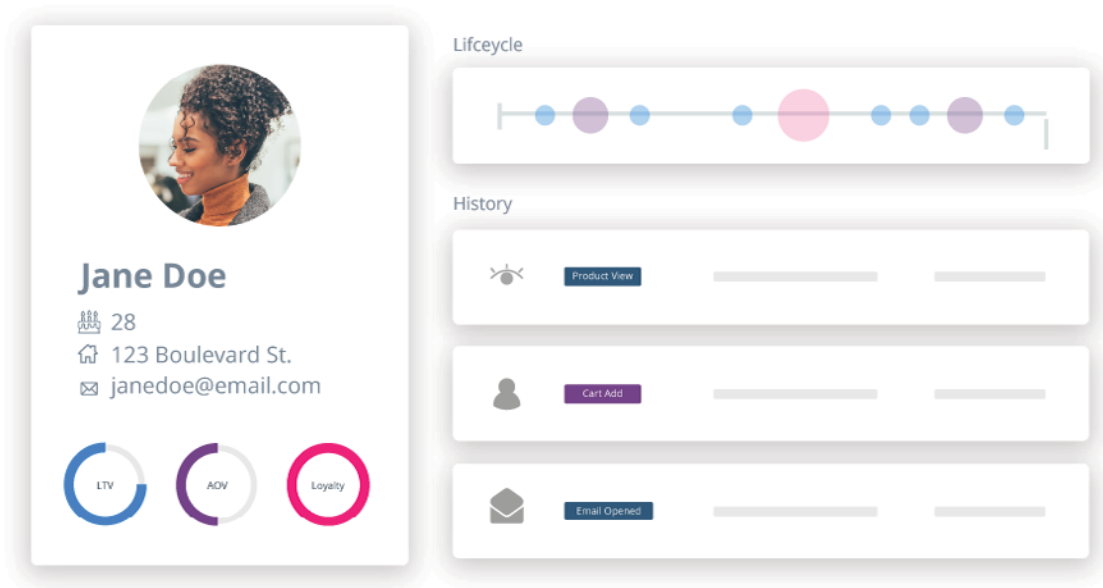 Lifceycle
History
Jane Doe
28
123 Boulevard St.
janedoe@email.com
LTV
AOV
Loyalty
Product View
Cart Add
Email Opened